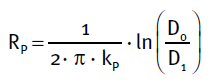 R_P = 1 / (2 · π · k_P) · ln(D_o / D_1)